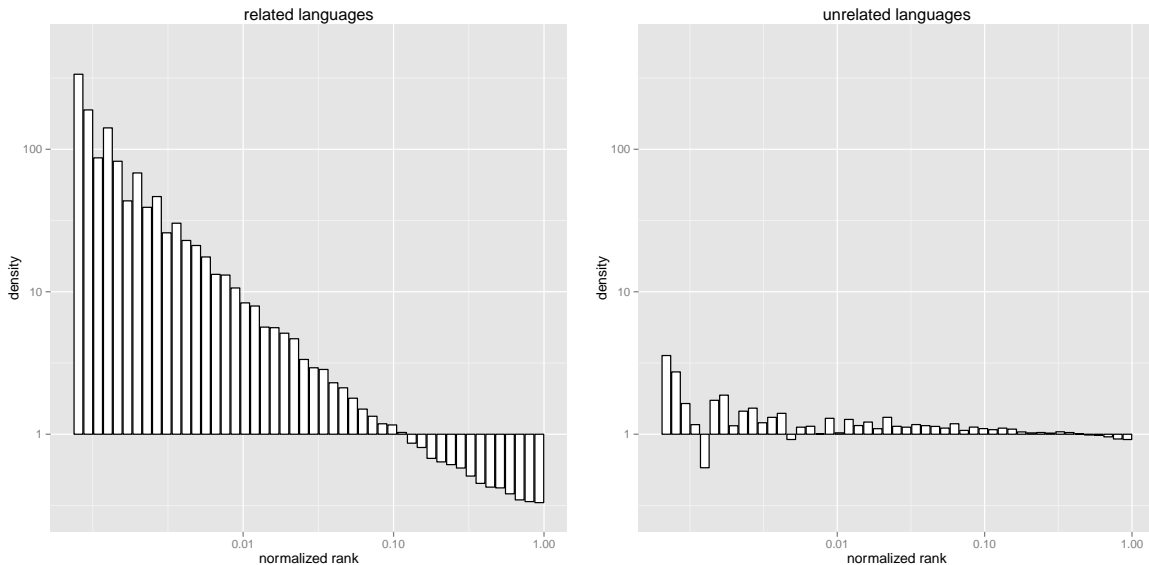 related languages
density
100
10
1
0.01
0.10
1.00
normalized rank
unrelated languages
density
100
10
1
0.01
0.10
1.00
normalized rank